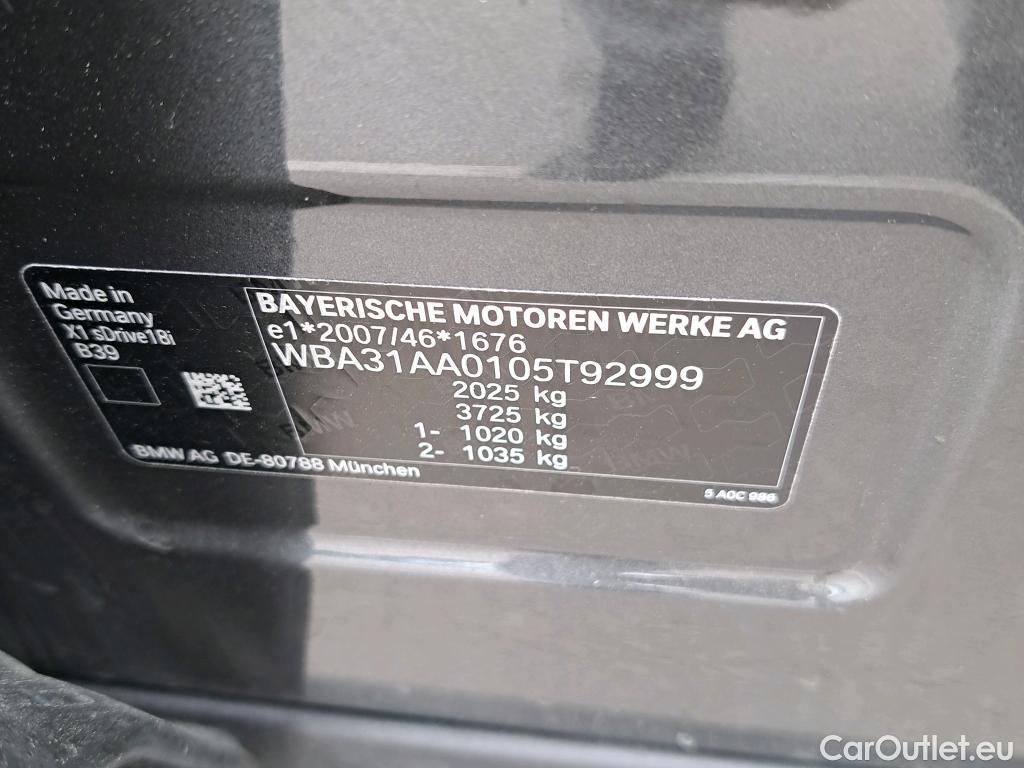 Made in
Germany
X1 sDrive18i
B39
BAYERISCHE MOTOREN WERKE AG
e1*2007/46*1676
WBA31AA0105T92999
2025 kg
3725 kg
1- 1020 kg
2- 1035 kg
BMW AG DE-80788 München
5 A0C 986
CarOutlet.eu